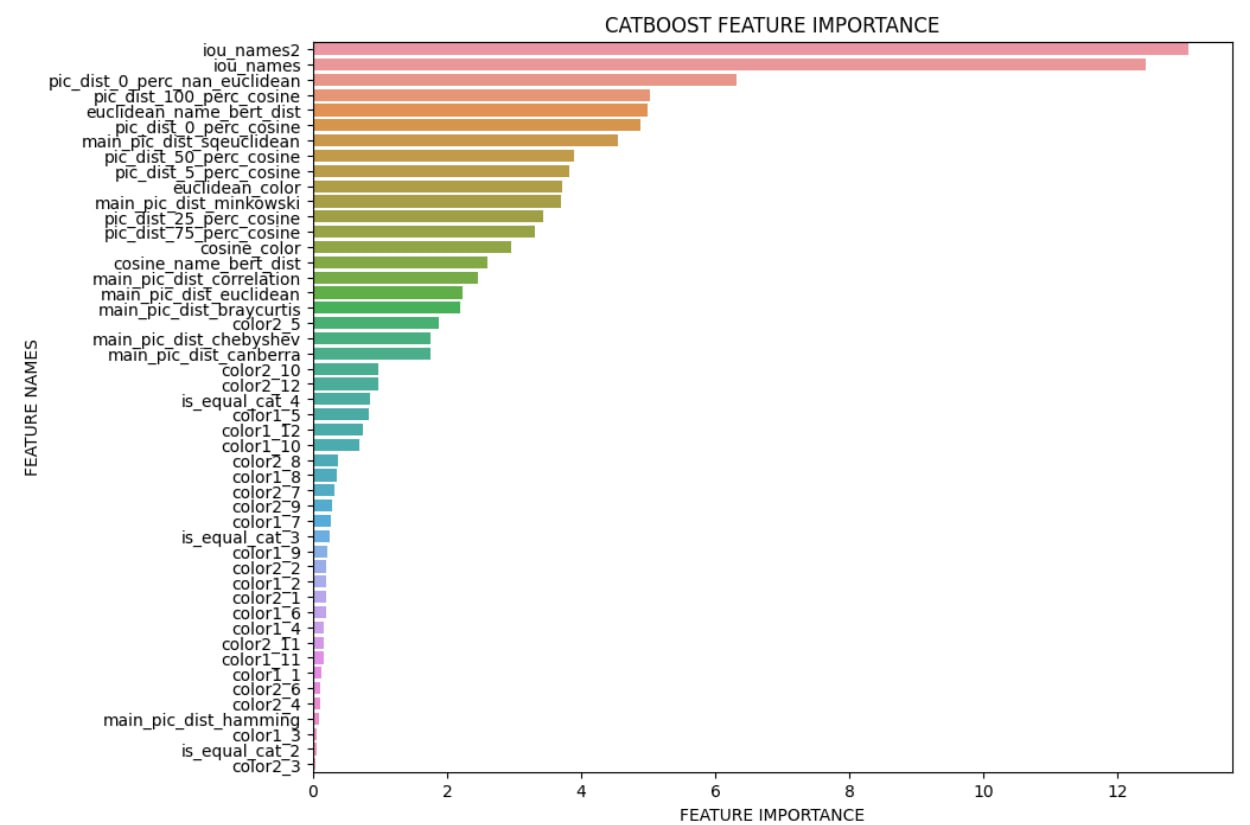 CATBOOST FEATURE IMPORTANCE
iou_names2
iou_names
pic_dist_0_perc_nan_euclidean
pic_dist_100_perc_cosine
euclidean_name_bert_dist
pic_dist_0_perc_cosine
main_pic_dist_sqeuclidean
pic_dist_50_perc_cosine
pic_dist_5_perc_cosine
euclidean_color
main_pic_dist_minkowski
pic_dist_25_perc_cosine
pic_dist_75_perc_cosine
cosine_color
cosine_name_bert_dist
main_pic_dist_correlation
main_pic_dist_euclidean
main_pic_dist_braycurtis
color2_5
main_pic_dist_chebyshev
main_pic_dist_canberra
color2_10
color2_12
is_equal_cat_4
color1_5
color1_12
color1_10
color2_8
color1_8
color2_7
color2_9
color1_7
is_equal_cat_3
color1_9
color2_2
color1_2
color2_1
color1_6
color1_4
color2_11
color1_11
color1_1
color2_6
color2_4
main_pic_dist_hamming
color1_3
is_equal_cat_2
color2_3
FEATURE NAMES
0 2 4 6 8 10 12
FEATURE IMPORTANCE